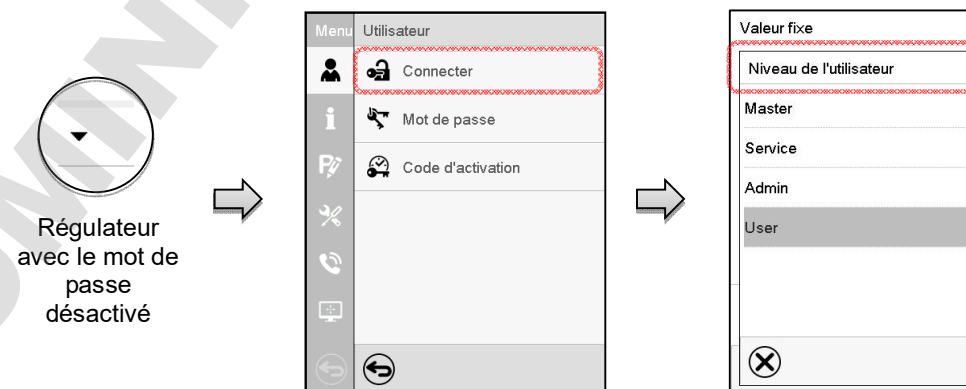 Régulateur
avec le mot de
passe
désactivé
Menu
Utilisateur
Connecter
Mot de passe
Code d'activation
Valeur fixe
Niveau de l'utilisateur
Master
Service
Admin
User